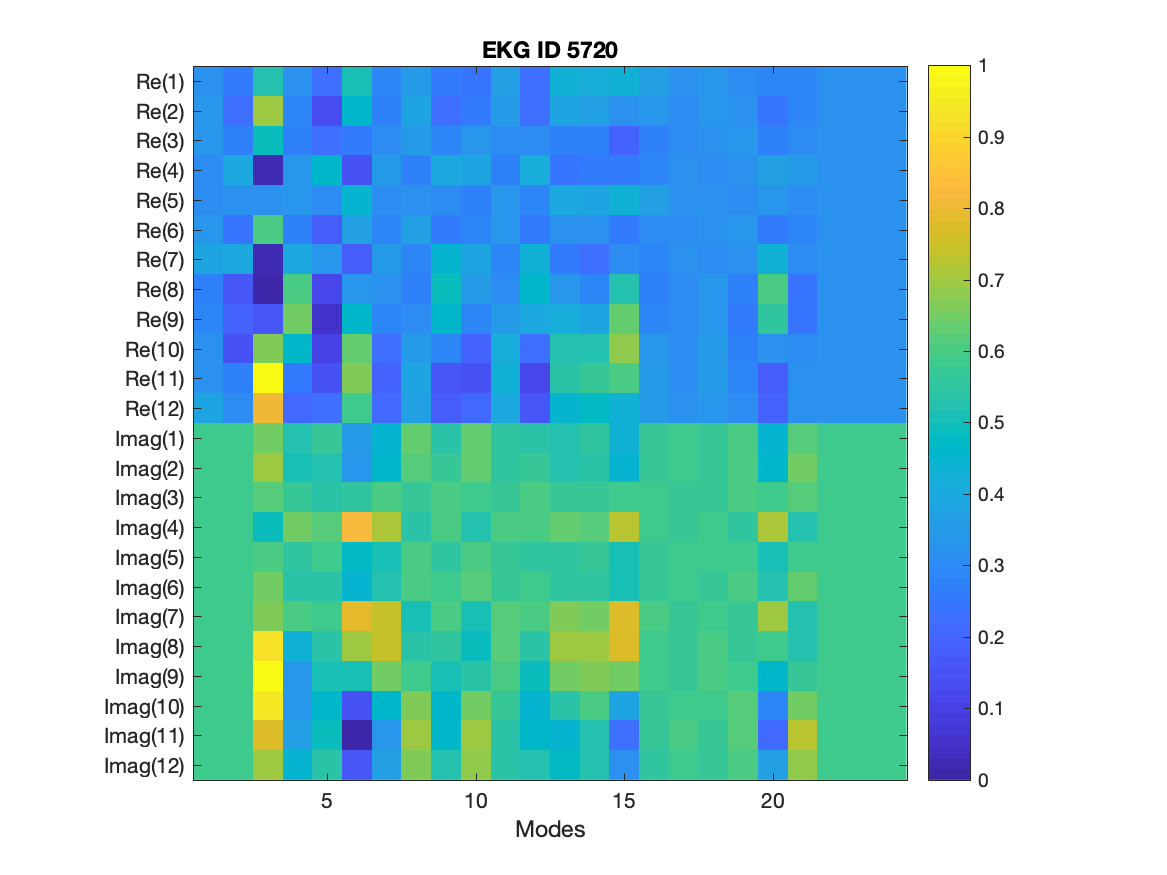 EKG ID 5720
Re(1)
Re(2)
Re(3)
Re(4)
Re(5)
Re(6)
Re(7)
Re(8)
Re(9)
Re(10)
Re(11)
Re(12)
Imag(1)
Imag(2)
Imag(3)
Imag(4)
Imag(5)
Imag(6)
Imag(7)
Imag(8)
Imag(9)
Imag(10)
Imag(11)
Imag(12)
5 10 15 20
Modes
1
0.9
0.8
0.7
0.6
0.5
0.4
0.3
0.2
0.1
0